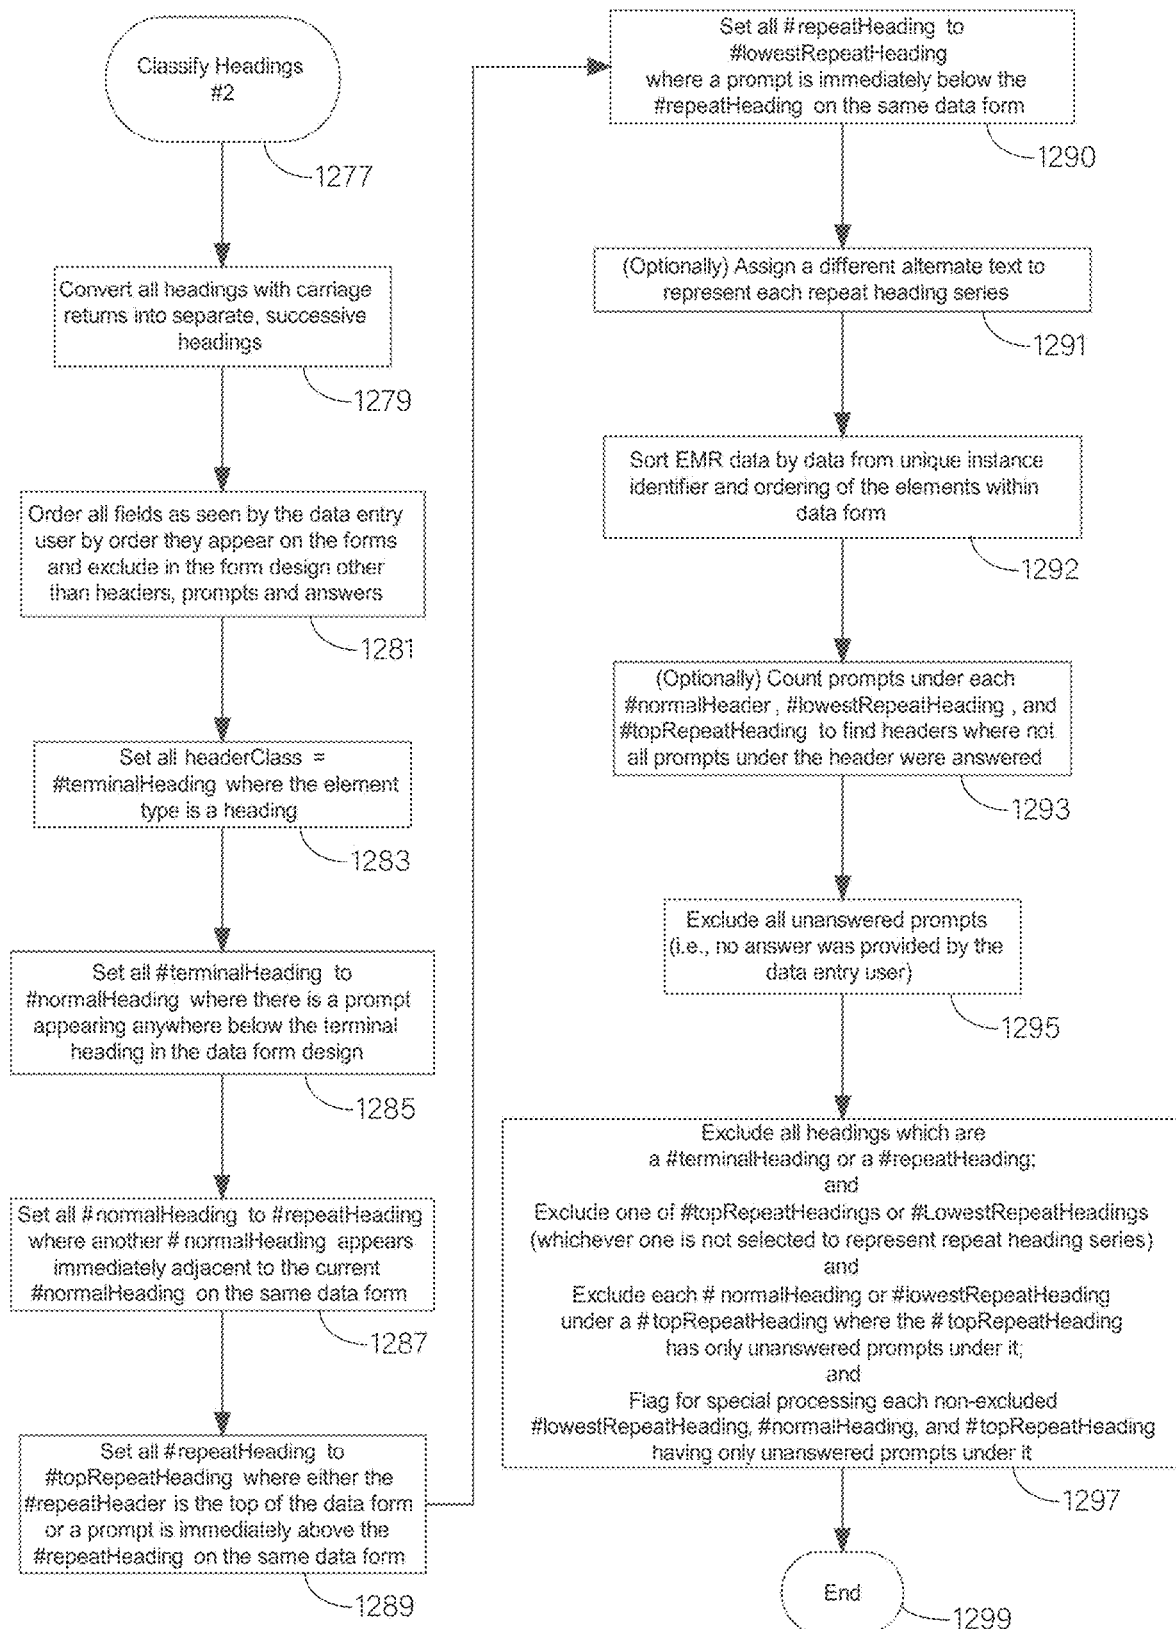 Classify Headings
#2
1277
Convert all headings with carriage
returns into separate, successive
headings
1279
Order all fields as seen by the data entry
user by order they appear on the forms
and exclude in the form design other
than headers, prompts and answers
1281
Set all headerClass =
#terminalHeading where the element
type is a heading
1283
Set all #terminalHeading to
#normalHeading where there is a prompt
appearing anywhere below the terminal
heading in the data form design
1285
Set all #normalHeading to #repeatHeading
where another # normalHeading appears
immediately adjacent to the current
#normalHeading on the same data form
1287
Set all #repeatHeading to
#topRepeatHeading where either the
#repeatHeader is the top of the data form
or a prompt is immediately above the
#repeatHeading on the same data form
1289
Set all #repeatHeading to
#lowestRepeatHeading
where a prompt is immediately below the
#repeatHeading on the same data form
1290
(Optionally) Assign a different alternate text to
represent each repeat heading series
1291
Sort EMR data by data from unique instance
identifier and ordering of the elements within
data form
1292
(Optionally) Count prompts under each
#normalHeader, #lowestRepeatHeading, and
#topRepeatHeading to find headers where not
all prompts under the header were answered
1293
Exclude all unanswered prompts
(i.e., no answer was provided by the
data entry user)
1295
Exclude all headings which are
a #terminalHeading or a #repeatHeading;
and
Exclude one of #topRepeatHeadings or #LowestRepeatHeadings
(whichever one is not selected to represent repeat heading series)
and
Exclude each # normalHeading or #lowestRepeatHeading
under a # topRepeatHeading where the # topRepeatHeading
has only unanswered prompts under it;
and
Flag for special processing each non-excluded
#lowestRepeatHeading, #normalHeading, and #topRepeatHeading
having only unanswered prompts under it
1297
End
1299